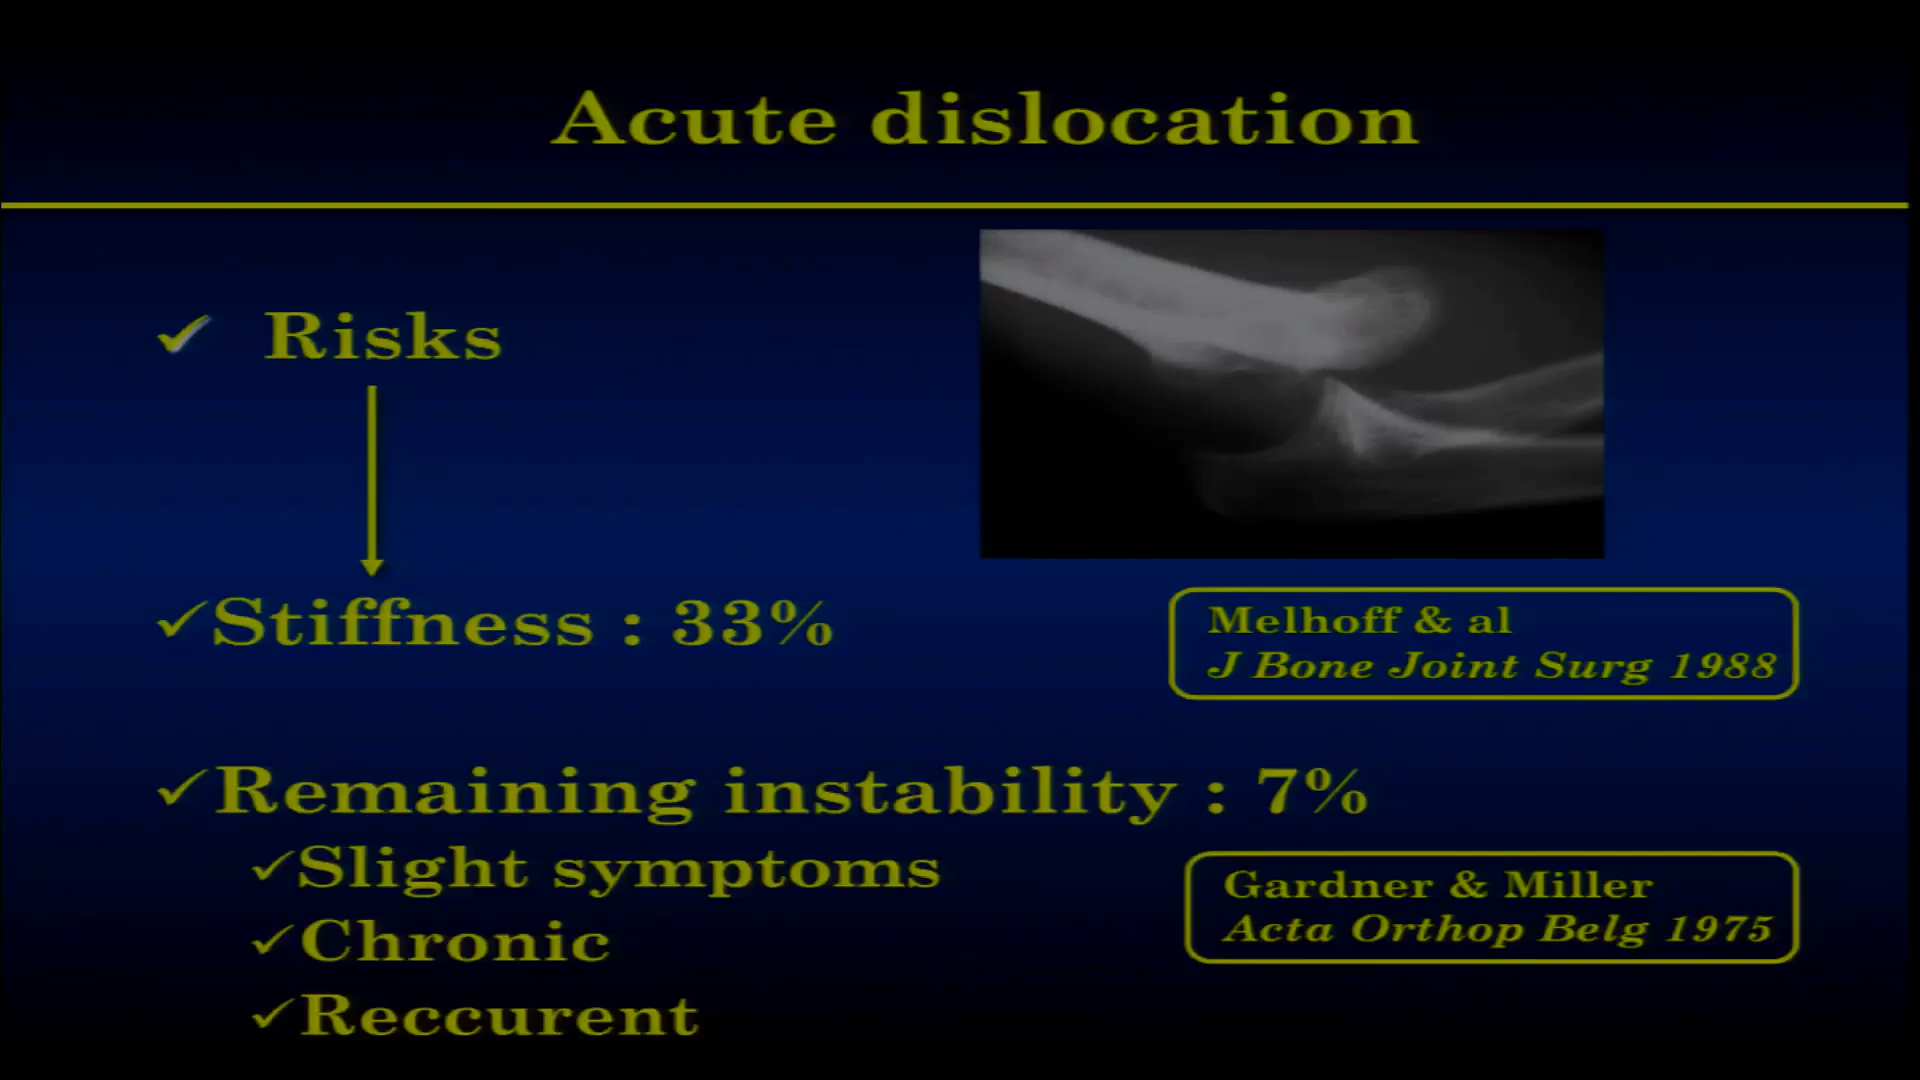 Acute dislocation
✓ Risks
✓Stiffness : 33%
Melhoff & al
J Bone Joint Surg 1988
✓Remaining instability : 7%
✓Slight symptoms
✓Chronic
✓Reccurent
Gardner & Miller
Acta Orthop Belg 1975